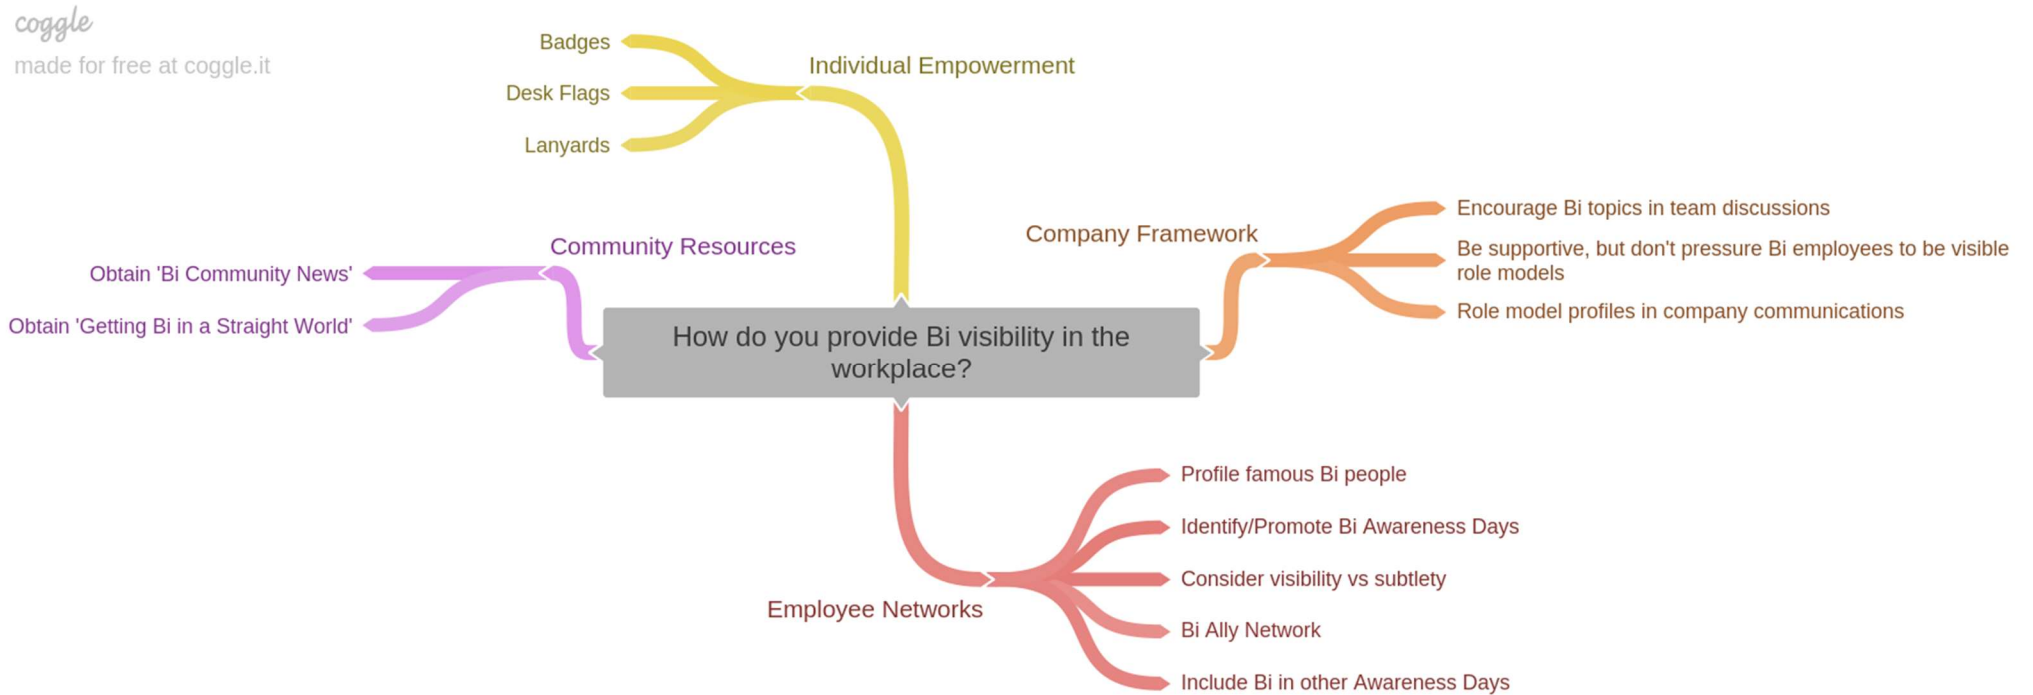 coggle
made for free at coggle.it
Badges
Desk Flags
Lanyards
Individual Empowerment
Community Resources
Obtain 'Bi Community News'
Obtain 'Getting Bi in a Straight World'
Company Framework
Encourage Bi topics in team discussions
Be supportive, but don't pressure Bi employees to be visible
role models
Role model profiles in company communications
How do you provide Bi visibility in the
workplace?
Employee Networks
Profile famous Bi people
Identify/Promote Bi Awareness Days
Consider visibility vs subtlety
Bi Ally Network
Include Bi in other Awareness Days